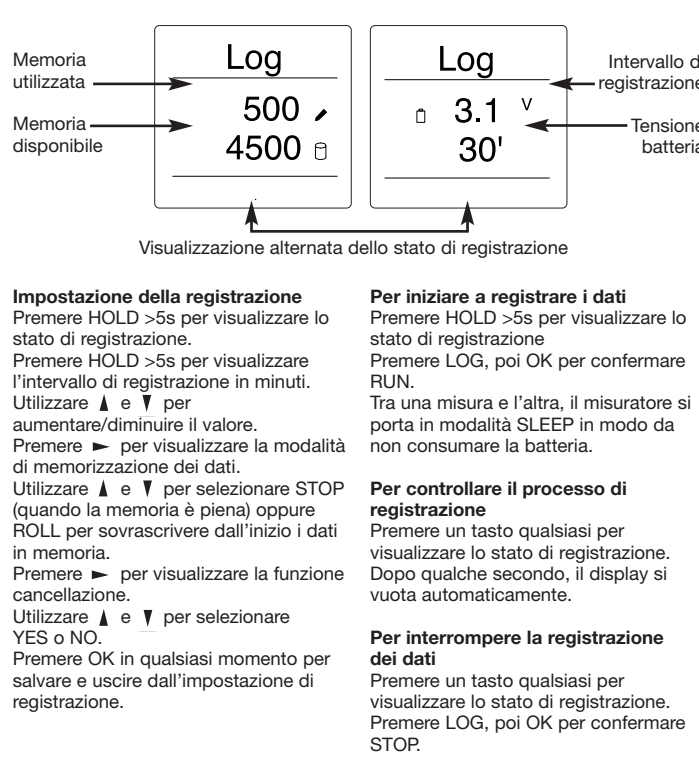 Memoria
utilizzata
Memoria
disponibile
Log
500
4500
Log
3.1 V
30'
Intervallo d
registrazione
Tensione
batteria
Visualizzazione alternata dello stato di registrazione
Impostazione della registrazione
Premere HOLD >5s per visualizzare lo
stato di registrazione.
Premere HOLD >5s per visualizzare
l'intervallo di registrazione in minuti.
Utilizzare ▲ e ▼ per
aumentare/diminuire il valore.
Premere ► per visualizzare la modalità
di memorizzazione dei dati.
Utilizzare ▲ e ▼ per selezionare STOP
(quando la memoria è piena) oppure
ROLL per sovrascrivere dall'inizio i dati
in memoria.
Premere ► per visualizzare la funzione
cancellazione.
Utilizzare ▲ e ▼ per selezionare
YES o NO.
Premere OK in qualsiasi momento per
salvare e uscire dall'impostazione di
registrazione.
Per iniziare a registrare i dati
Premere HOLD >5s per visualizzare lo
stato di registrazione
Premere LOG, poi OK per confermare
RUN.
Tra una misura e l'altra, il misuratore si
porta in modalità SLEEP in modo da
non consumare la batteria.
Per controllare il processo di
registrazione
Premere un tasto qualsiasi per
visualizzare lo stato di registrazione.
Dopo qualche secondo, il display si
vuota automaticamente.
Per interrompere la registrazione
dei dati
Premere un tasto qualsiasi per
visualizzare lo stato di registrazione.
Premere LOG, poi OK per confermare
STOP.